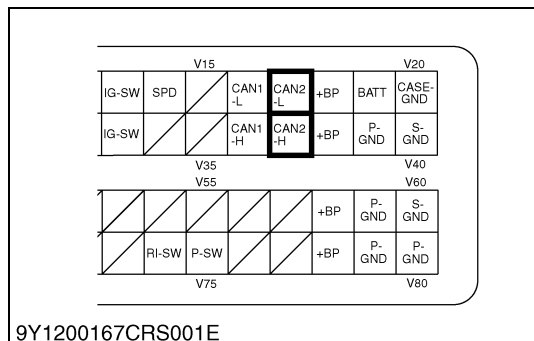 V15 V20
IG-SW SPD CAN1 -L CAN2 -L +BP BATT CASE- GND
IG-SW CAN1 -H CAN2 -H +BP P- GND S- GND
V35 V40
V55 V60
+BP P- GND S- GND
RI-SW P-SW +BP P- GND P- GND
V75 V80
9Y1200167CRS001E